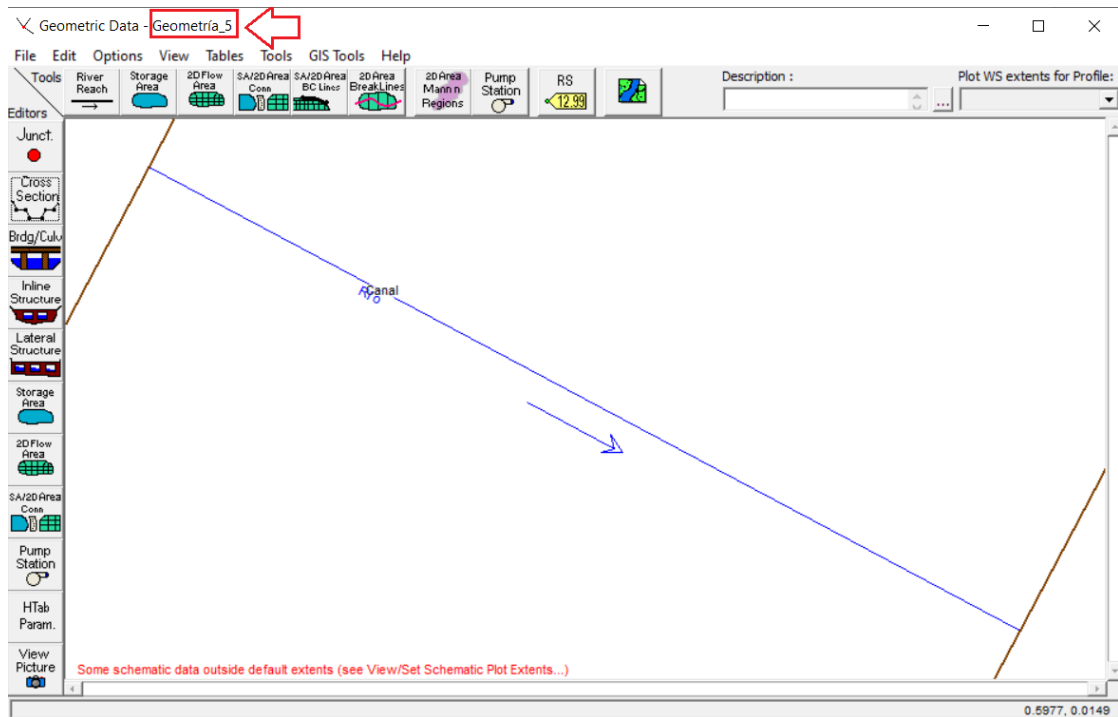 Geometric Data - Geometría_5
File Edit Options View Tables Tools GIS Tools Help
Tools
Editors
River
Reach
Storage
Area
2D Flow
Area
SA/2D Area
Conn
SA/2D Area
BC Lines
2D Area
BreakLines
2D Area
Mann n
Regions
Pump
Station
RS
12.99
Description :
...
Plot WS extents for Profile:
Junct.
Cross
Section
Brdg/Culv
Inline
Structure
Lateral
Structure
Storage
Area
2D Flow
Area
SA/2D Area
Conn
Pump
Station
HTab
Param.
View
Picture
Río
Canal
Some schematic data outside default extents (see View/Set Schematic Plot Extents...)
0.5977, 0.0149